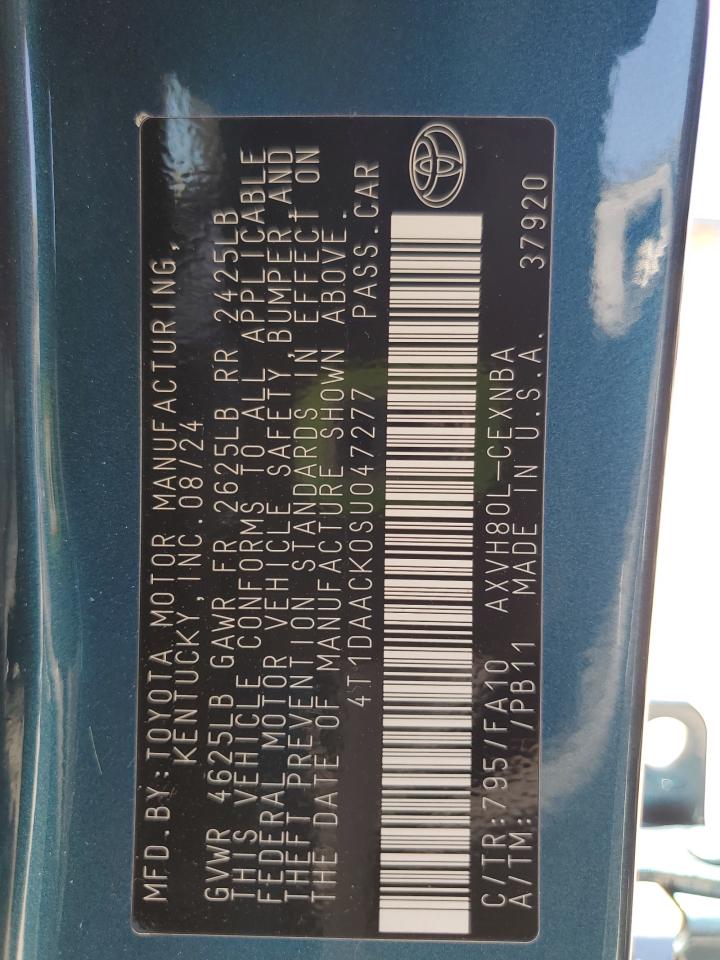 MFD.BY:TOYOTA MOTOR MANUFACTURING,
KENTUCKY,INC.08/24
GVWR 4625LB GAWR FR 2625LB RR 2425LB
THIS VEHICLE CONFORMS TO ALL APPLICABLE
FEDERAL MOTOR VEHICLE SAFETY, BUMPER,AND
THEFT PREVENTION STANDARDS IN EFFECT ON
THE DATE OF MANUFACTURE SHOWN ABOVE.
4T1DAACK0SU047277 PASS.CAR
C/TR:795/FA10 AXVH80L-CEXNBA
A/TM: /PB11 MADE IN U.S.A. 37920